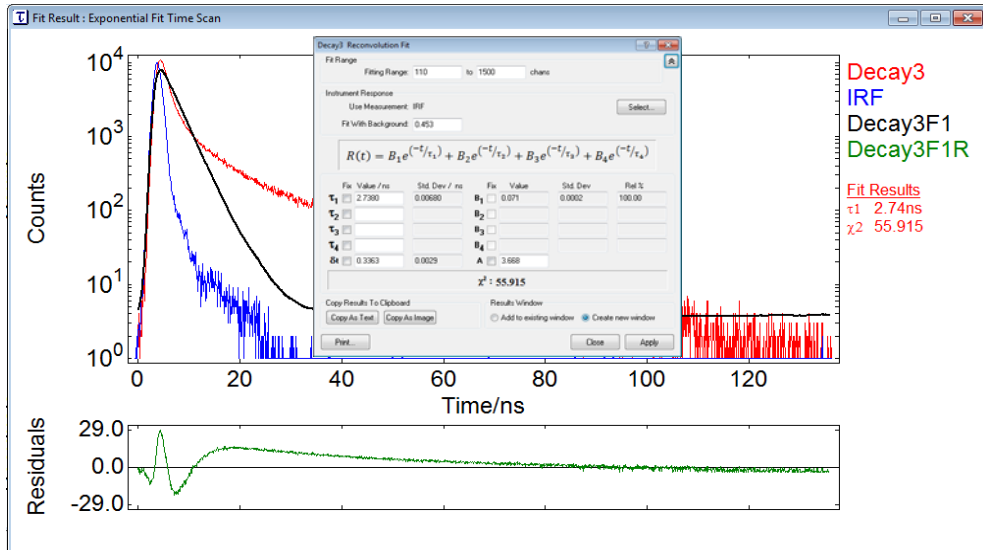 Fit Result : Exponential Fit Time Scan
Decay3 Reconvolution Fit
Fit Range
Fitting Range: 110 to 1500 chans
Instrument Response
Use Measurement: IRF Select...
Fit With Background: 0.453
R(t) = B₁e^(-t/τ₁) + B₂e^(-t/τ₂) + B₃e^(-t/τ₃) + B₄e^(-t/τ₄)
Fix Value / ns Std. Dev / ns Fix Value Std. Dev Rel %
τ₁ 2.7380 0.00680 B₁ 0.071 0.0002 100.00
τ₂ B₂
τ₃ B₃
τ₄ B₄
δt 0.3363 0.0029 A 3.668
χ² : 55.915
Copy Results To Clipboard Results Window
Copy As Text Copy As Image Add to existing window Create new window
Print... Close Apply
Decay3
IRF
Decay3F1
Decay3F1R
Fit Results
τ1 2.74ns
χ2 55.915
Counts
10⁴
10³
10²
10¹
10⁰
0 20 40 60 80 100 120
Time/ns
Residuals
29.0
0.0
-29.0